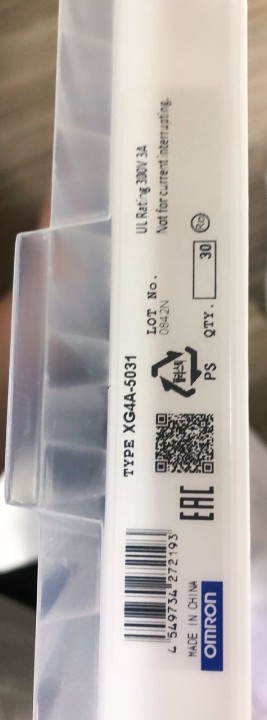 TYPE XG4A-5031
LOT No.
0842N
UL Rating 300V 3A
Not for current interrupting.
4 549734 272193
MADE IN CHINA
OMRON
EAC
PS
QTY.
30